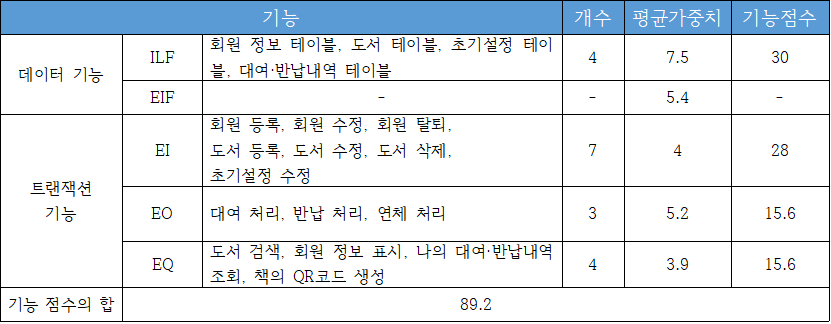 기능 개수 평균가중치 기능점수
데이터 기능
ILF
회원 정보 테이블, 도서 테이블, 초기설정 테이
블, 대여·반납내역 테이블
4 7.5 30
EIF - - 5.4 -
트랜잭션
기능
EI
회원 등록, 회원 수정, 회원 탈퇴,
도서 등록, 도서 수정, 도서 삭제,
초기설정 수정
7 4 28
EO 대여 처리, 반납 처리, 연체 처리 3 5.2 15.6
EQ
도서 검색, 회원 정보 표시, 나의 대여·반납내역
조회, 책의 QR코드 생성
4 3.9 15.6
기능 점수의 합 89.2